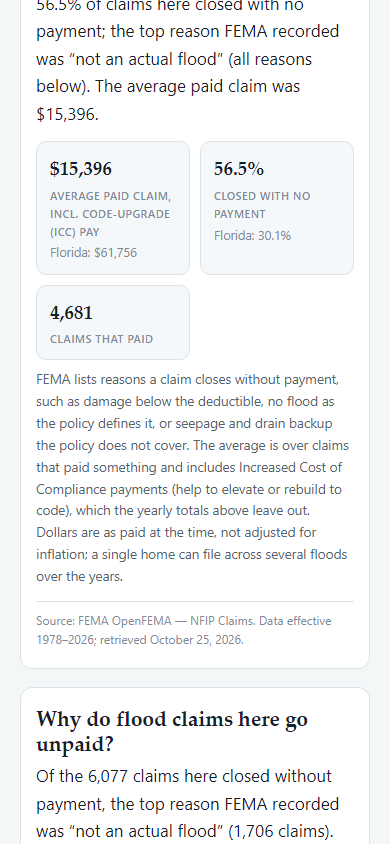 56.5% of claims here closed with no
payment; the top reason FEMA recorded
was “not an actual flood” (all reasons
below). The average paid claim was
$15,396.
$15,396
AVERAGE PAID CLAIM,
INCL. CODE-UPGRADE
(ICC) PAY
Florida: $61,756
56.5%
CLOSED WITH NO
PAYMENT
Florida: 30.1%
4,681
CLAIMS THAT PAID
FEMA lists reasons a claim closes without payment,
such as damage below the deductible, no flood as
the policy defines it, or seepage and drain backup
the policy does not cover. The average is over claims
that paid something and includes Increased Cost of
Compliance payments (help to elevate or rebuild to
code), which the yearly totals above leave out.
Dollars are as paid at the time, not adjusted for
inflation; a single home can file across several floods
over the years.
Source: FEMA OpenFEMA — NFIP Claims. Data effective
1978–2026; retrieved October 25, 2026.
Why do flood claims here go
unpaid?
Of the 6,077 claims here closed without
payment, the top reason FEMA recorded
was “not an actual flood” (1,706 claims).